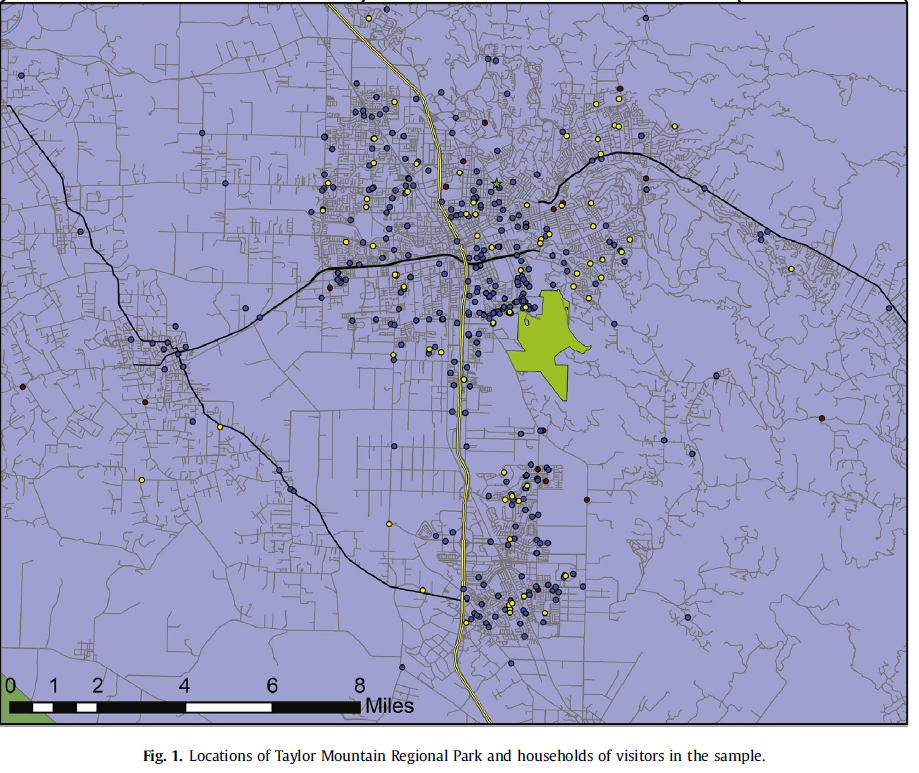 0 1 2 4 6 8
Miles
Fig. 1. Locations of Taylor Mountain Regional Park and households of visitors in the sample.